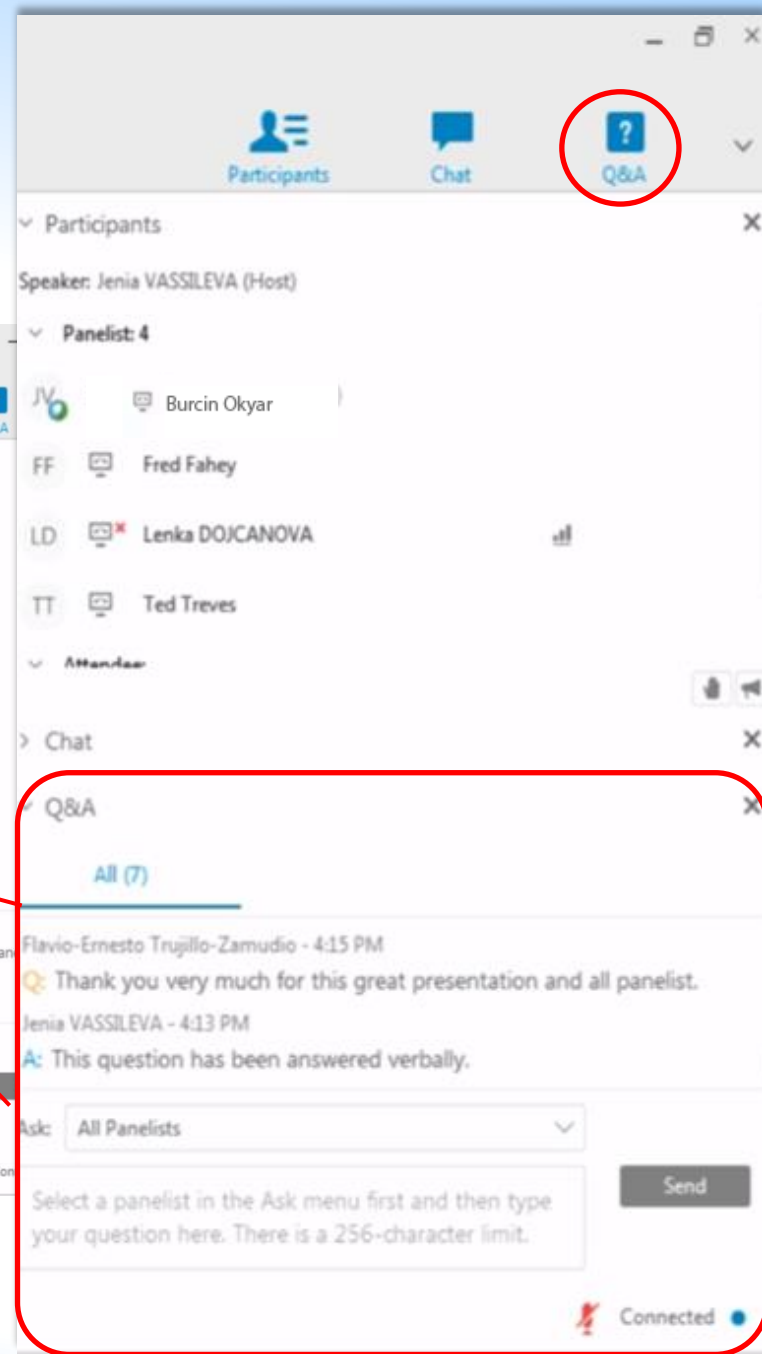 Participants
Chat
?
Q&A
Participants
Speaker: Jenia VASSILEVA (Host)
Panelist: 4
JV
Burcin Okyar
FF
Fred Fahey
LD
Lenka DOJCANOVA
TT
Ted Treves
Attendee:
Chat
Q&A
All (7)
Flavio-Ernesto Trujillo-Zamudio - 4:15 PM
Q: Thank you very much for this great presentation and all panelist.
Jenia VASSILEVA - 4:13 PM
A: This question has been answered verbally.
Ask: All Panelists
Select a panelist in the Ask menu first and then type
your question here. There is a 256-character limit.
Send
Connected